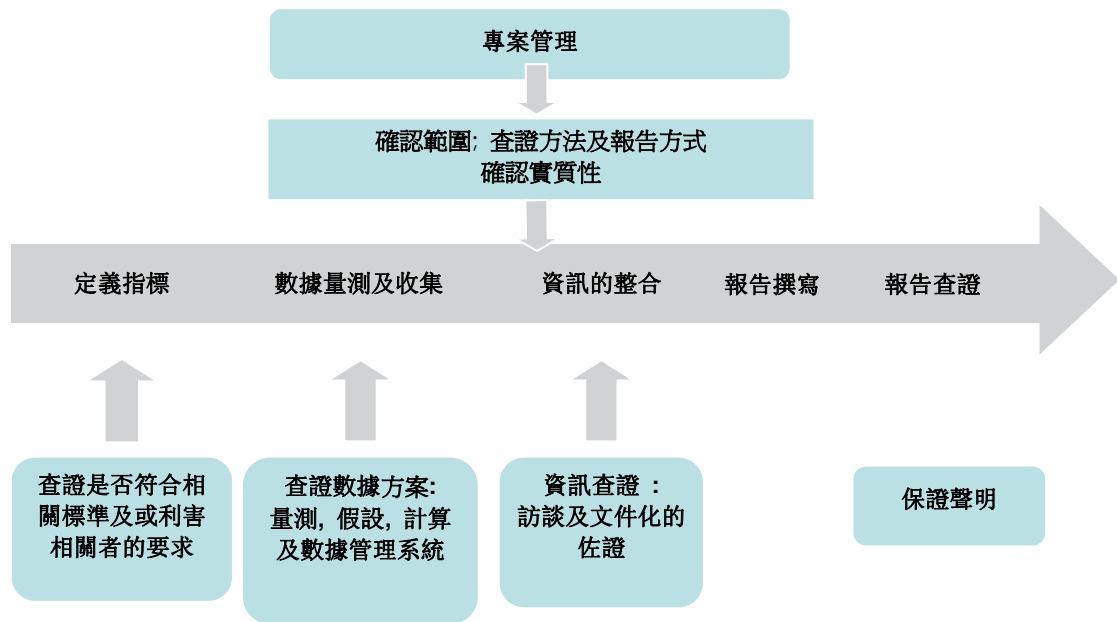 專案管理
確認範圍; 查證方法及報告方式
確認實質性
定義指標
數據量測及收集
資訊的整合
報告撰寫
報告查證
查證是否符合相
關標準及或利害
相關者的要求
查證數據方案:
量測, 假設, 計算
及數據管理系統
資訊查證 :
訪談及文件化的
佐證
保證聲明